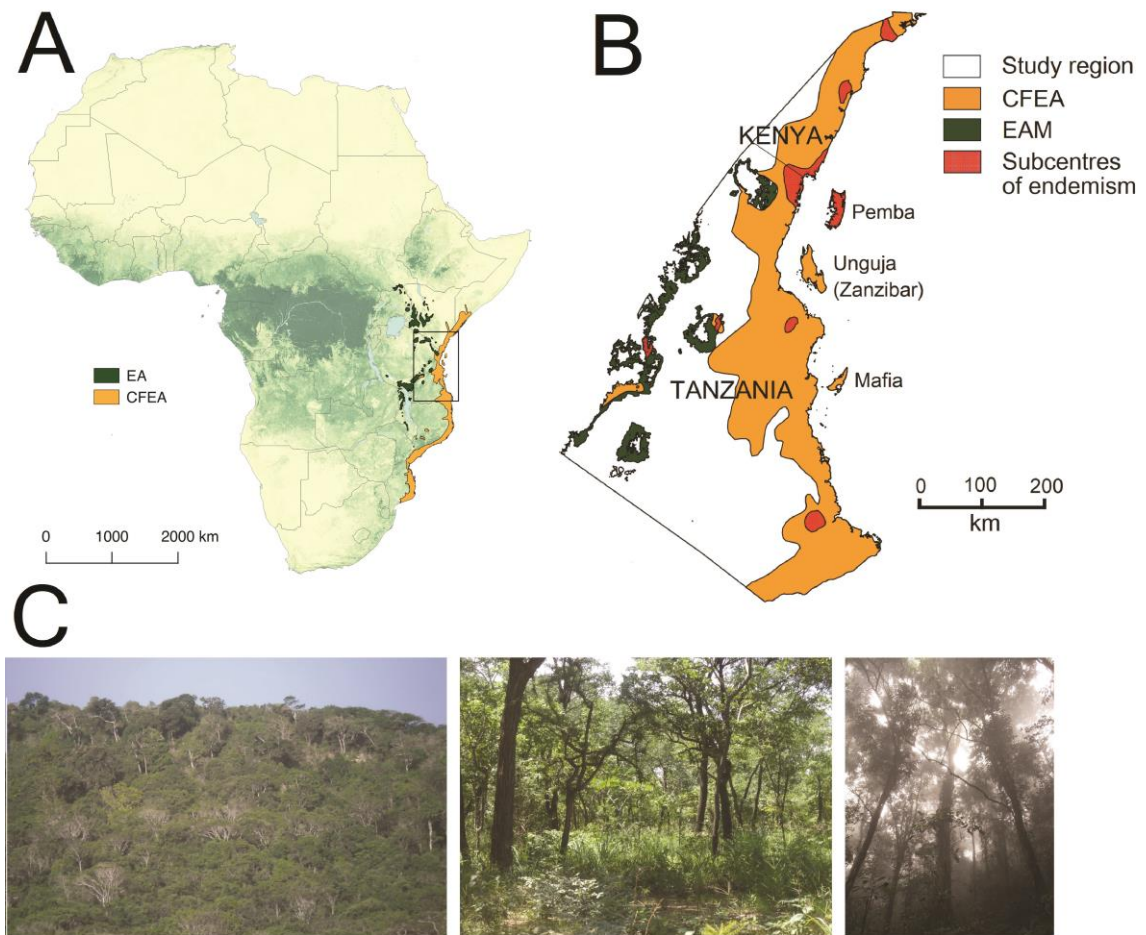 A
EA
CFEA
0 1000 2000 km
B
Study region
CFEA
EAM
Subcentres
of endemism
KENYA
Pemba
Unguja
(Zanzibar)
Mafia
TANZANIA
0 100 200
km
C